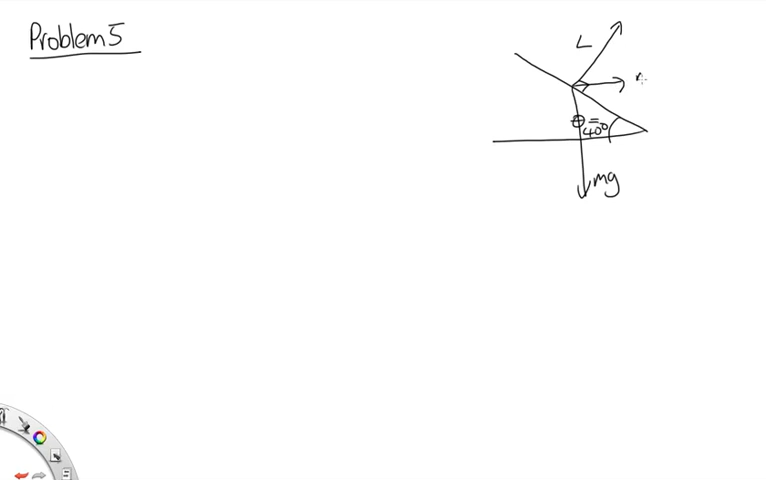 Problem 5
L
θ =
40°
mg